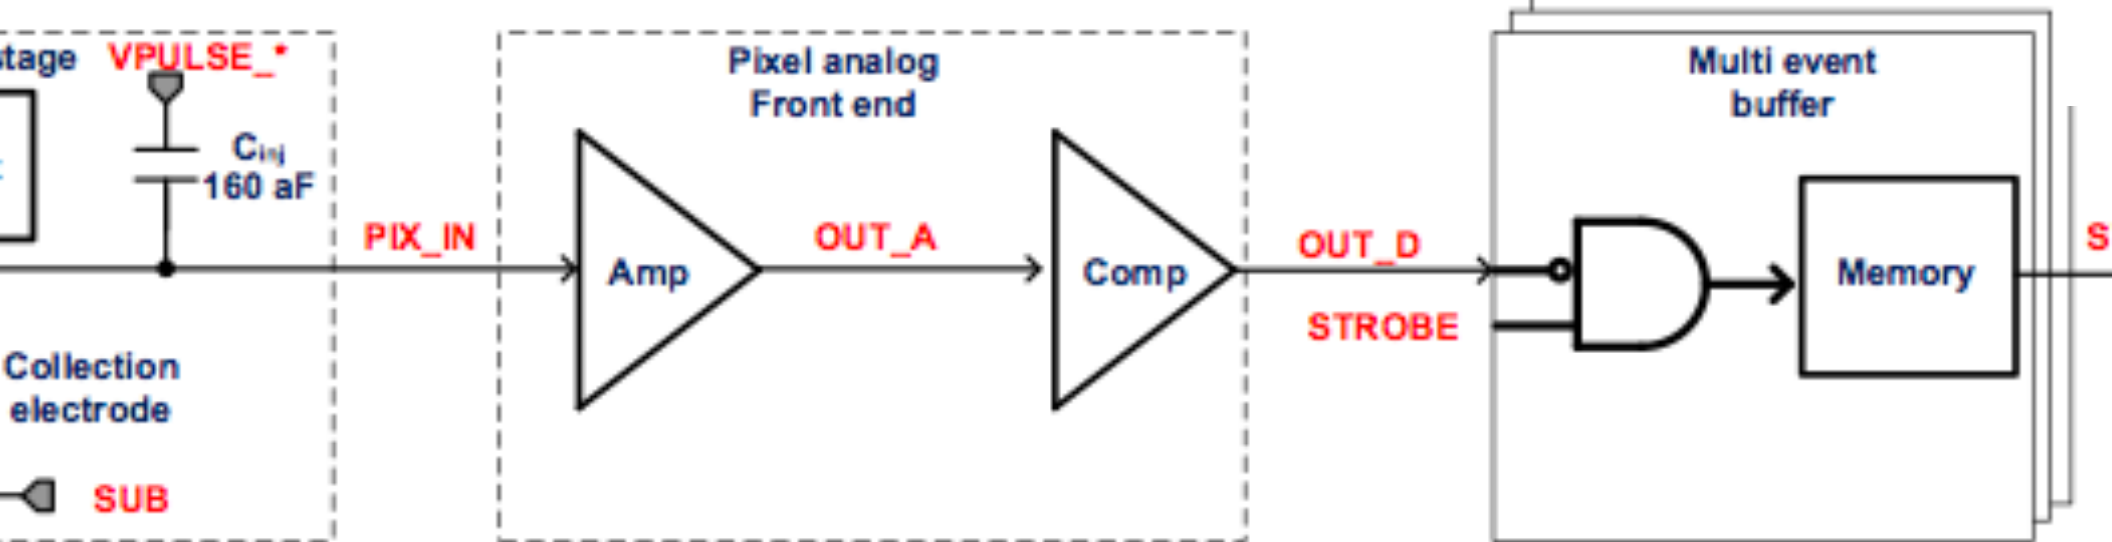 stage
VPULSE_*
Cinj
160 aF
PIX_IN
Collection
electrode
SUB
Pixel analog
Front end
Amp
OUT_A
Comp
OUT_D
STROBE
Multi event
buffer
Memory
S